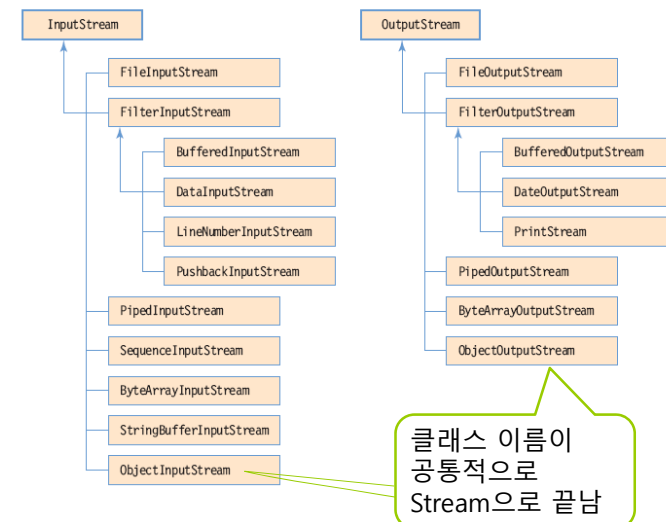 InputStream
FileInputStream
FilterInputStream
BufferedInputStream
DataInputStream
LineNumberInputStream
PushbackInputStream
PipedInputStream
SequenceInputStream
ByteArrayInputStream
StringBufferInputStream
ObjectInputStream
OutputStream
FileOutputStream
FilterOutputStream
BufferedOutputStream
DateOutputStream
PrintStream
PipedOutputStream
ByteArrayOutputStream
ObjectOutputStream
클래스 이름이
공통적으로
Stream으로 끝남